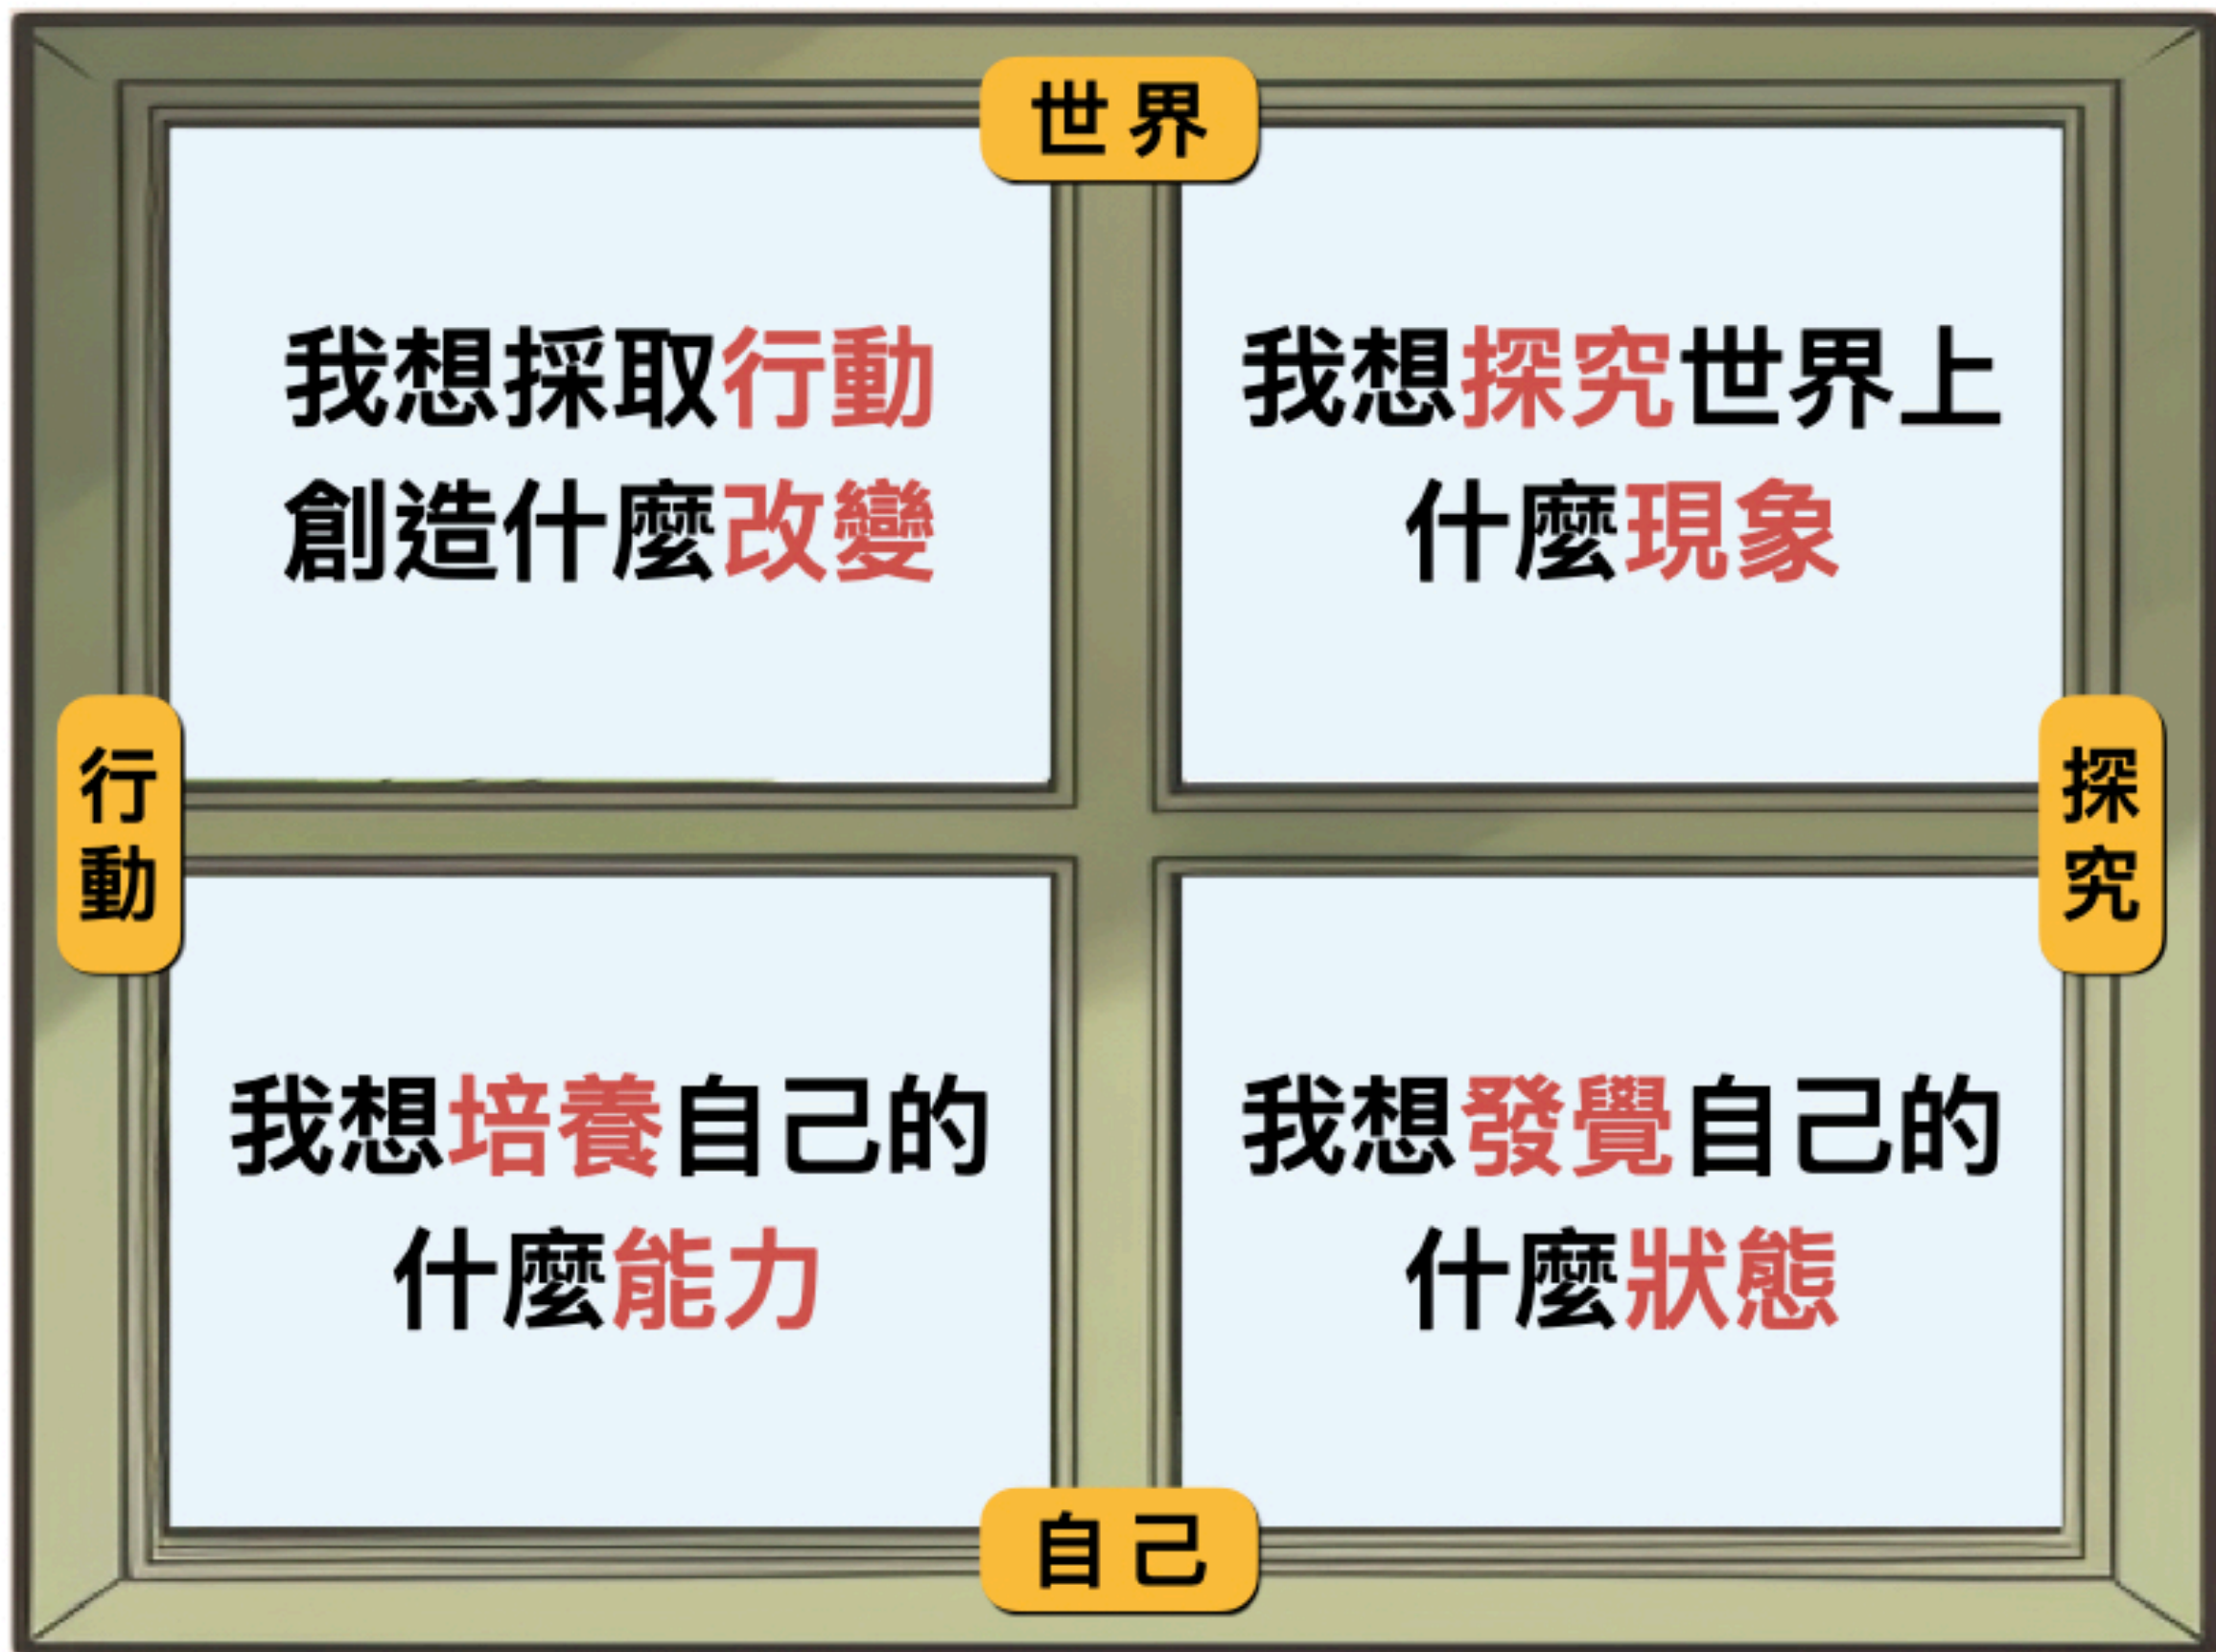 世界
我想採取行動
創造什麼改變
我想探究世界上
什麼現象
行動
探究
我想培養自己的
什麼能力
我想發覺自己的
什麼狀態
自己